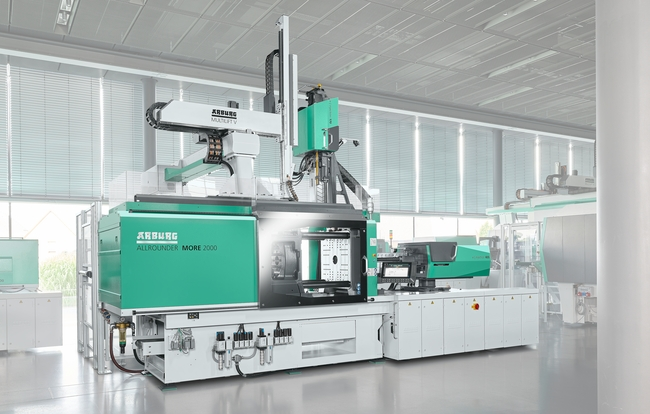 ARBURG
MULTILIFT V
ARBURG
ALLROUNDER MORE 2000